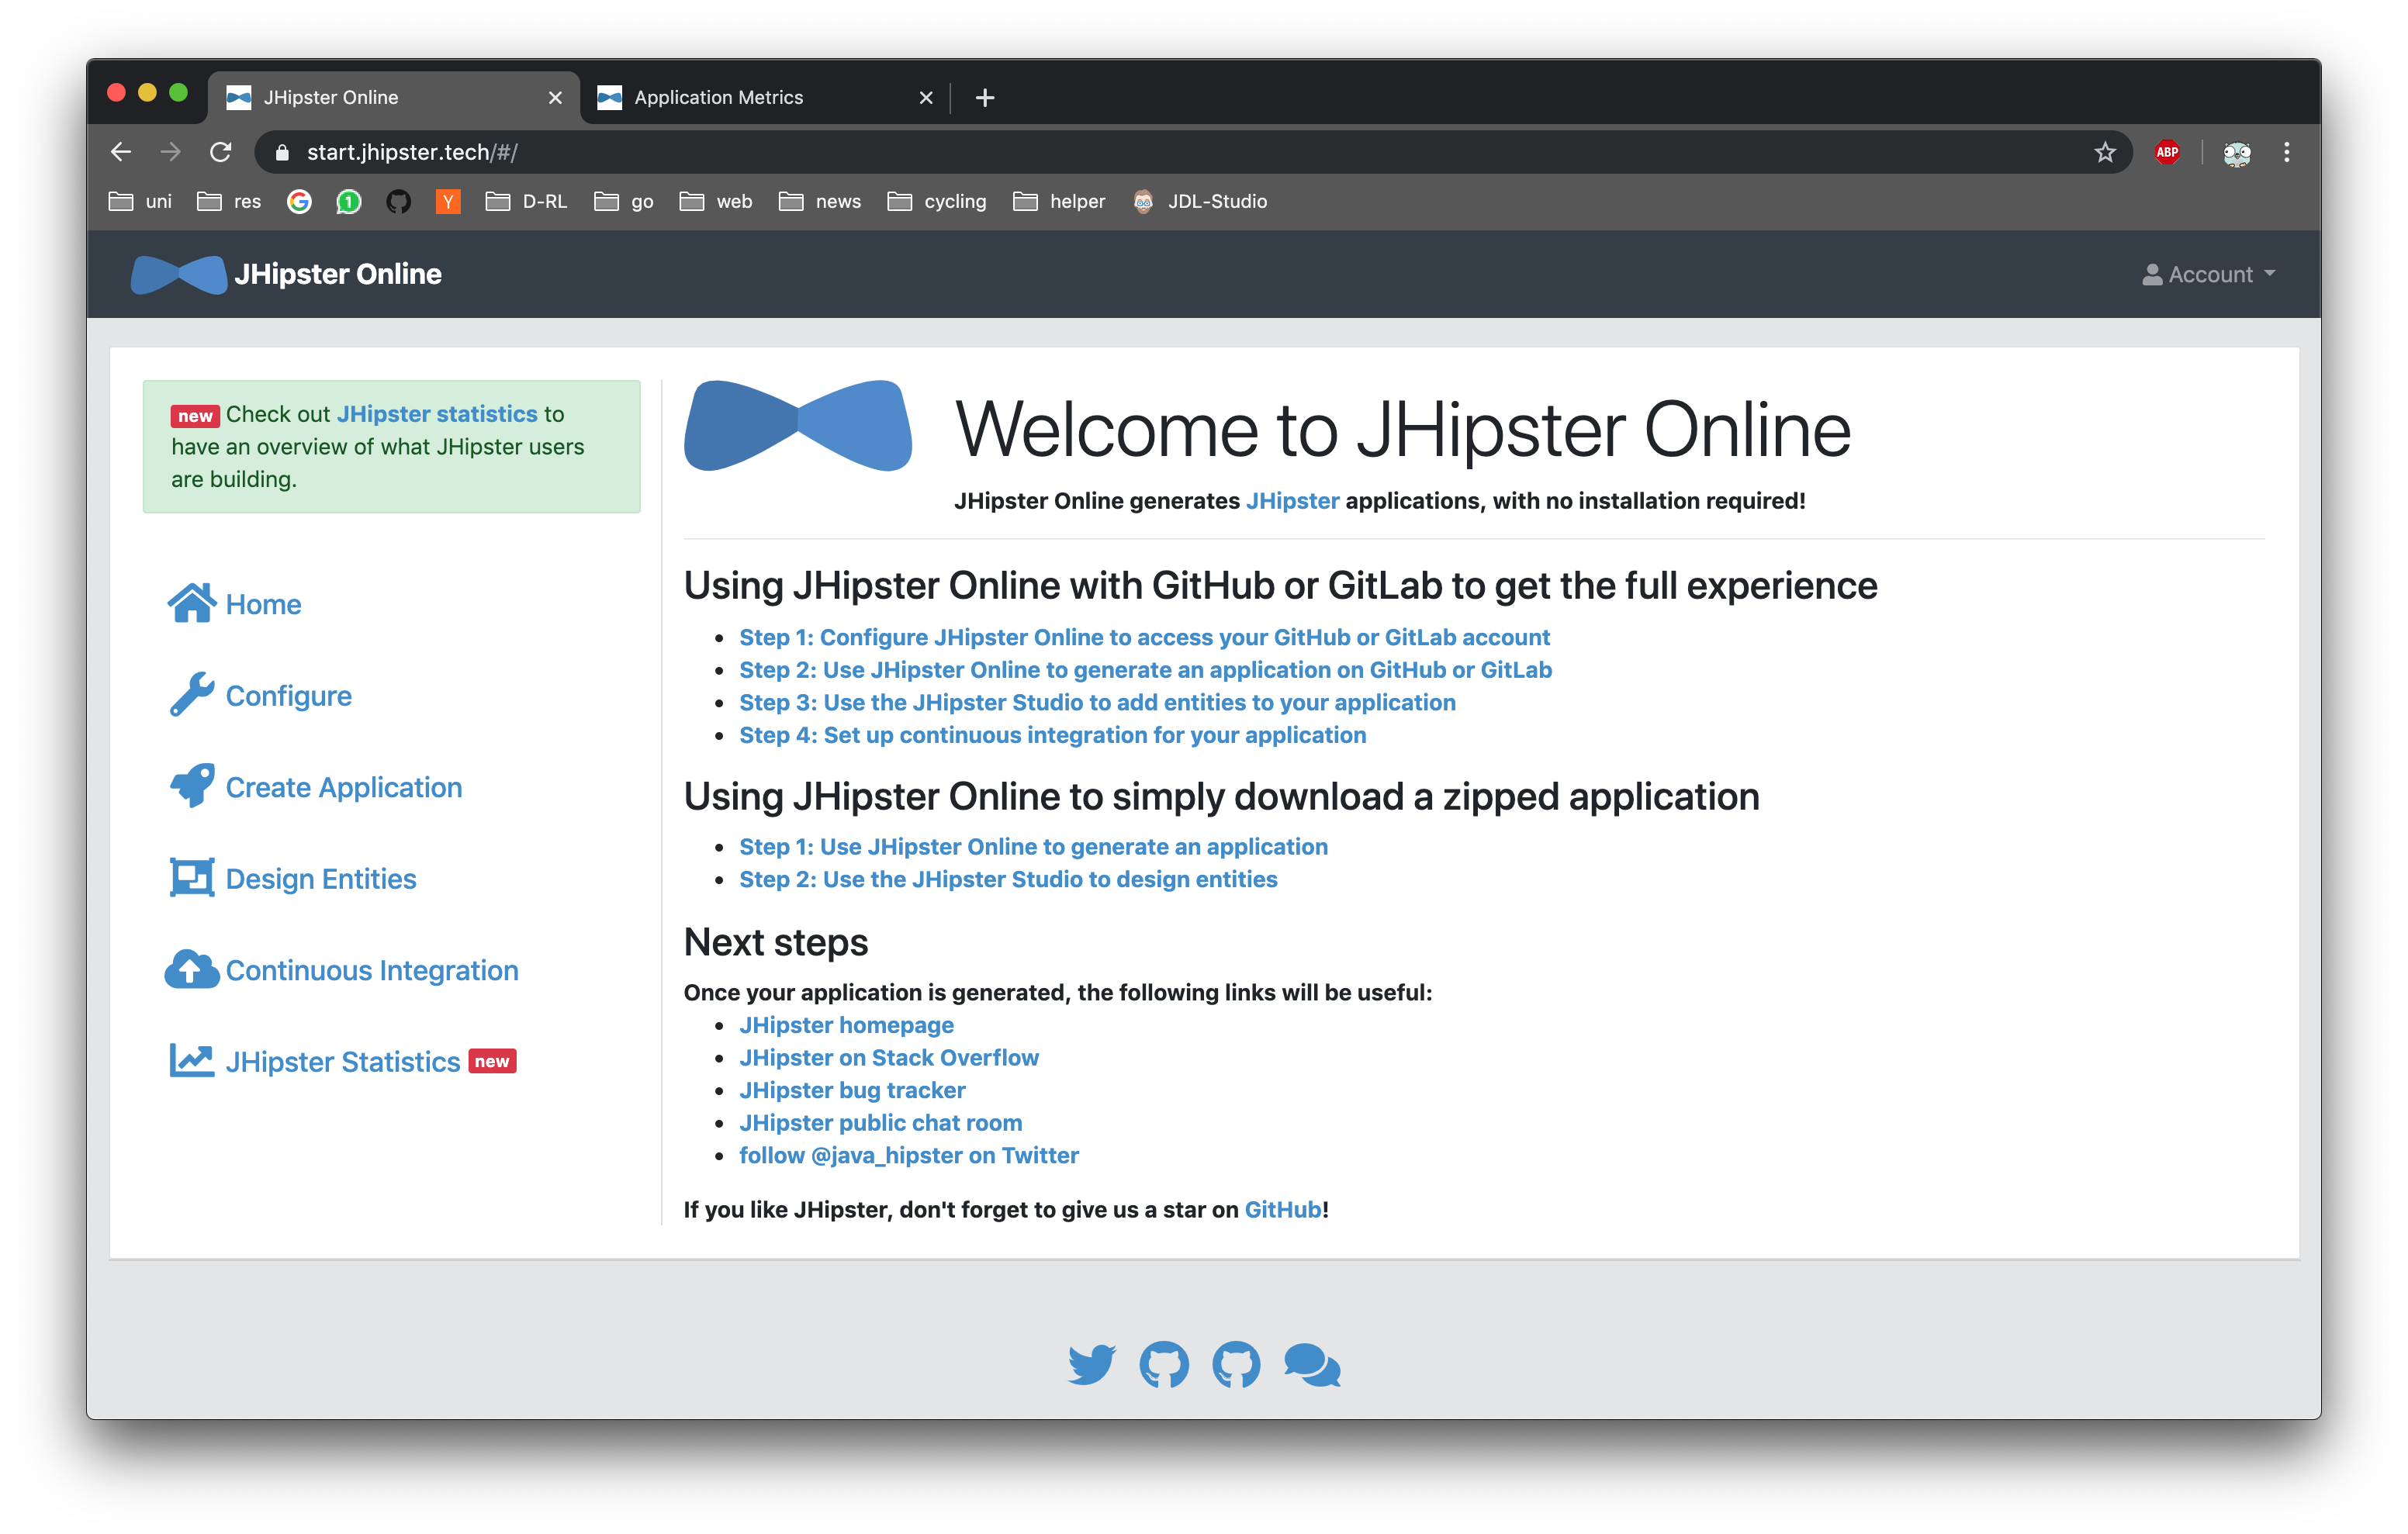 JHipster Online
Application Metrics
start.jhipster.tech/#/
ABP
uni
res
G
1
Y
D-RL
go
web
news
cycling
helper
JDL-Studio
JHipster Online
Account
new Check out JHipster statistics to
have an overview of what JHipster users
are building.
Home
Configure
Create Application
Design Entities
Continuous Integration
JHipster Statistics new
Welcome to JHipster Online
JHipster Online generates JHipster applications, with no installation required!
Using JHipster Online with GitHub or GitLab to get the full experience
Step 1: Configure JHipster Online to access your GitHub or GitLab account
Step 2: Use JHipster Online to generate an application on GitHub or GitLab
Step 3: Use the JHipster Studio to add entities to your application
Step 4: Set up continuous integration for your application
Using JHipster Online to simply download a zipped application
Step 1: Use JHipster Online to generate an application
Step 2: Use the JHipster Studio to design entities
Next steps
Once your application is generated, the following links will be useful:
JHipster homepage
JHipster on Stack Overflow
JHipster bug tracker
JHipster public chat room
follow @java_hipster on Twitter
If you like JHipster, don't forget to give us a star on GitHub!